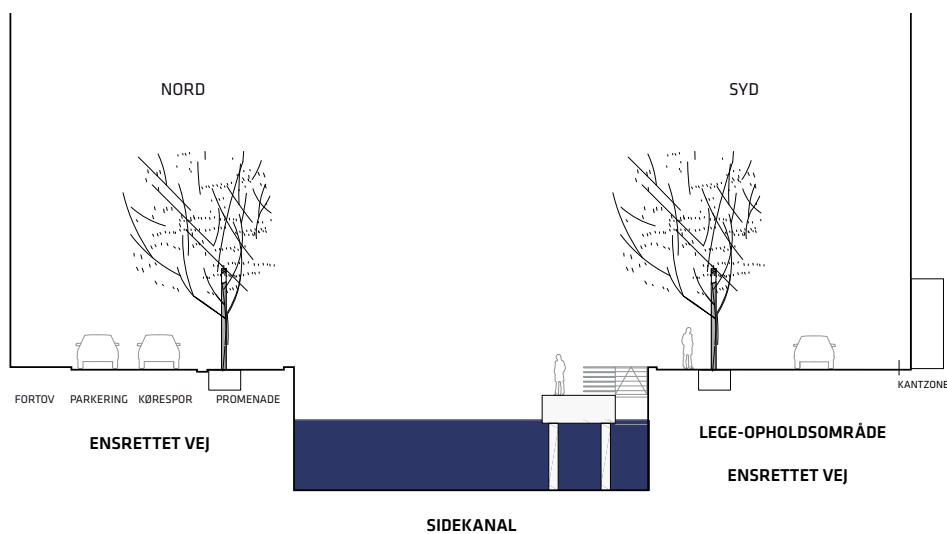 NORD
SYD
FORTOV
PARKERING
KØRESPOR
PROMENADE
KANTZONE
ENSRETTET VEJ
LEGE-OPHOLDSOMRÅDE
ENSRETTET VEJ
SIDEKANAL